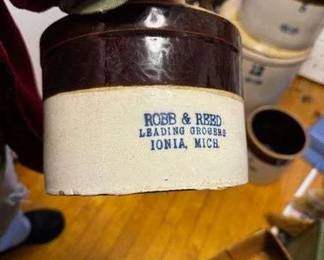 ROBB & REED
LEADING GROCERS
IONIA, MICH.